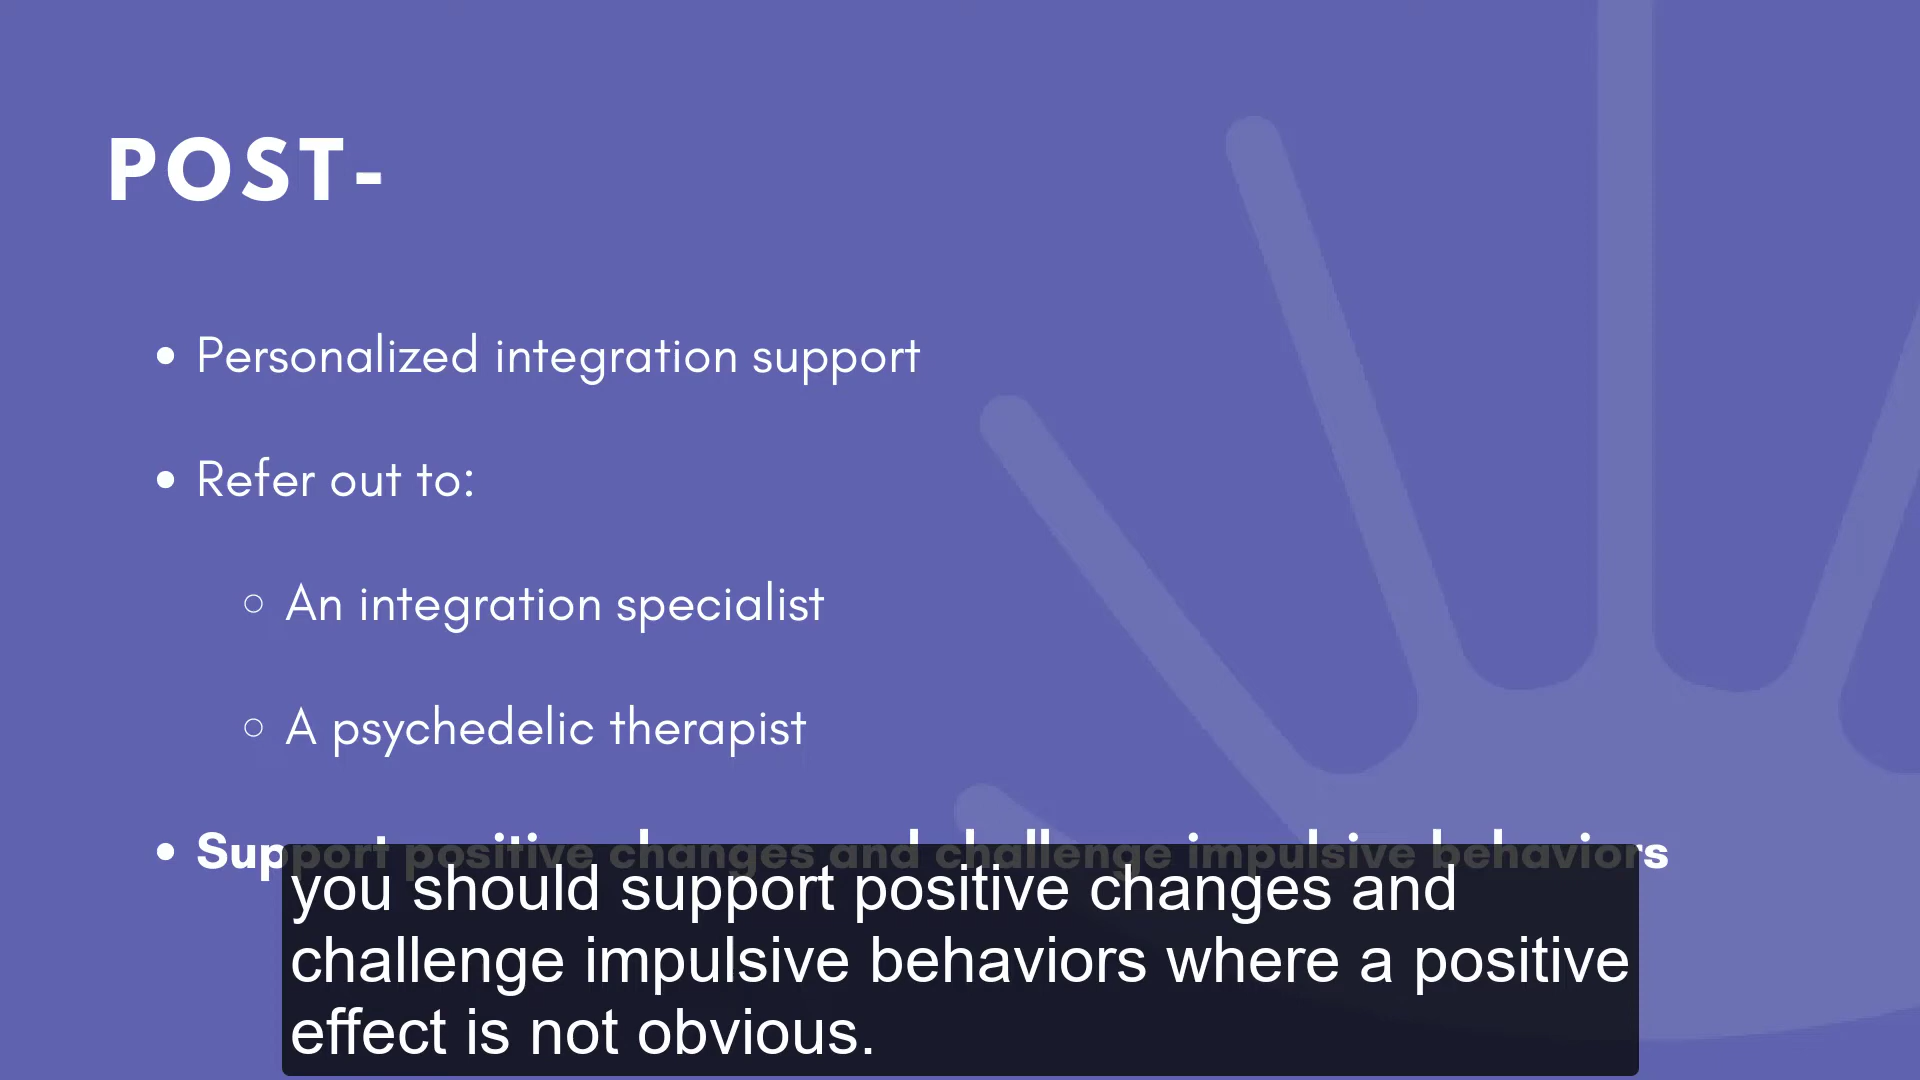 POST-
• Personalized integration support
• Refer out to:
○ An integration specialist
○ A psychedelic therapist
• Support positive changes and challenge impulsive behaviors
you should support positive changes and
challenge impulsive behaviors where a positive
effect is not obvious.